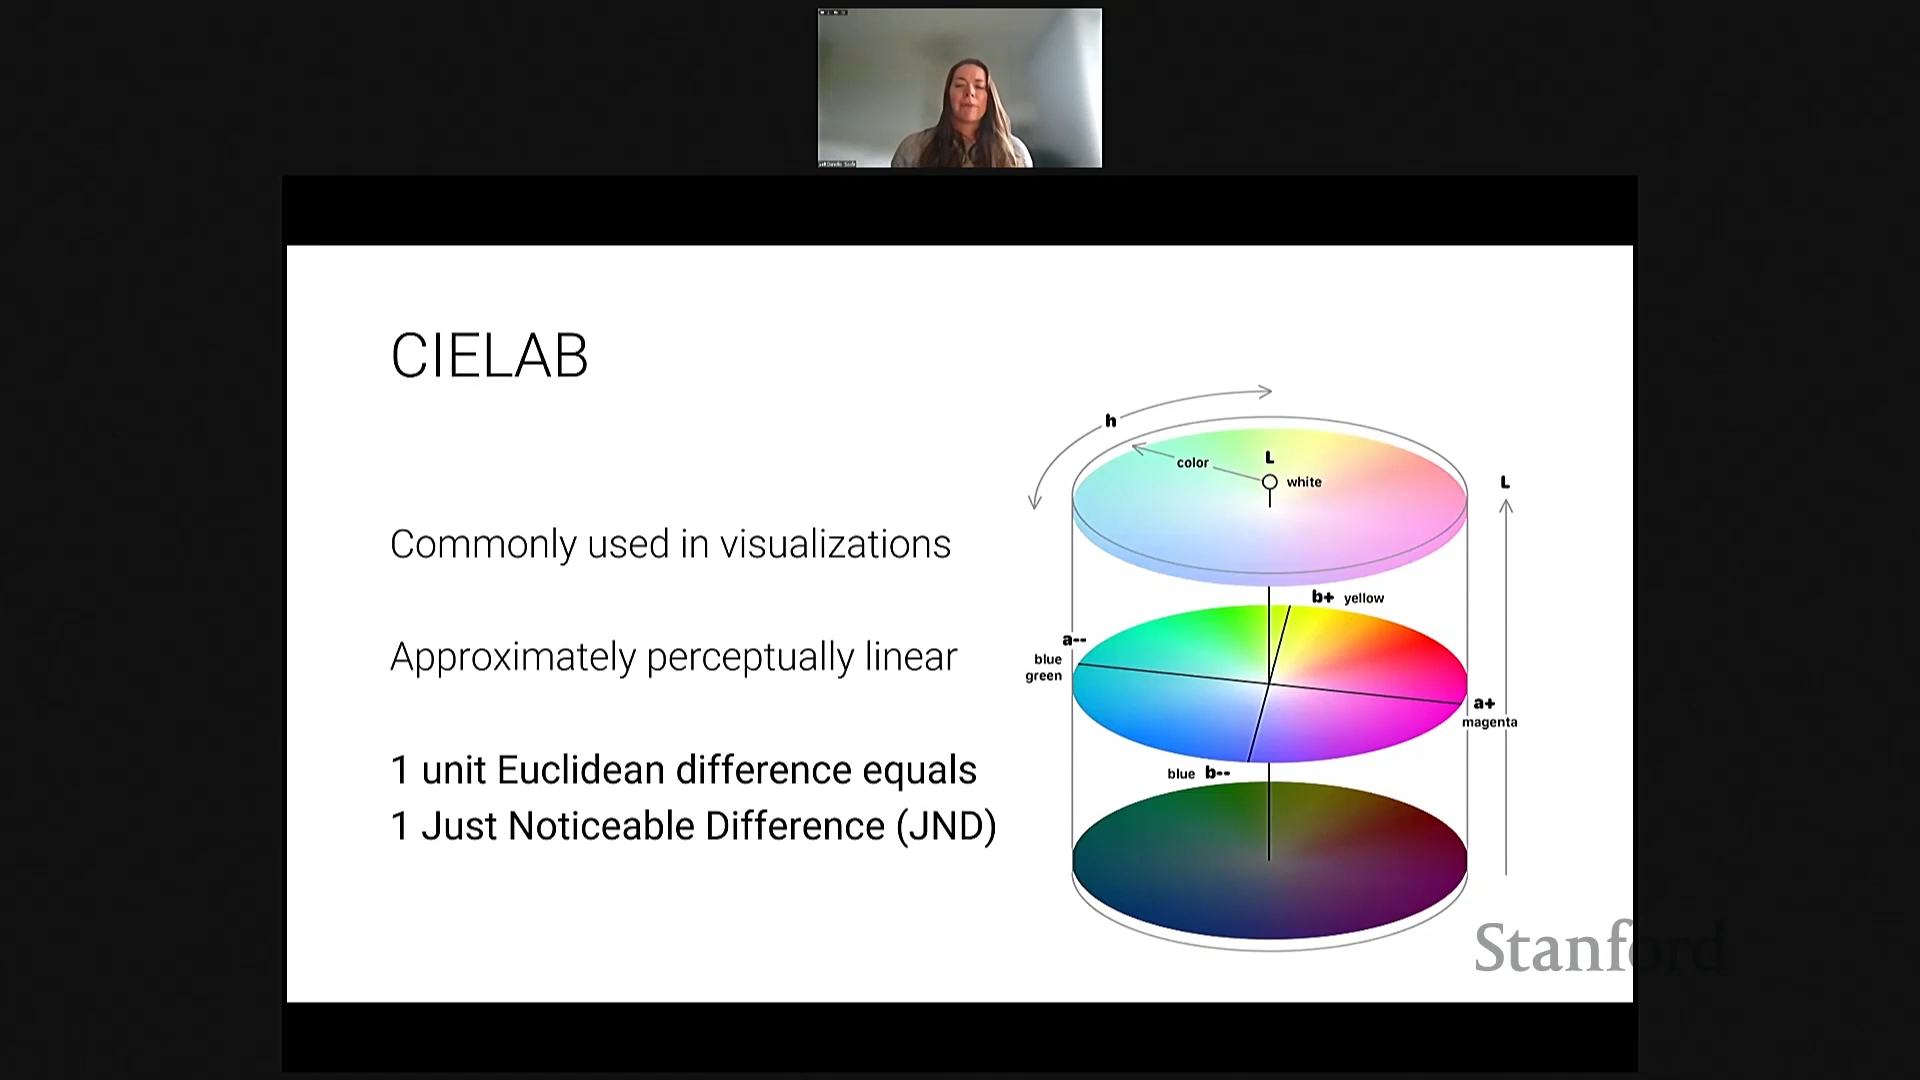 CIELAB
Commonly used in visualizations
Approximately perceptually linear
1 unit Euclidean difference equals
1 Just Noticeable Difference (JND)
h
color
L
white
L
b+ yellow
a--
blue
green
a+
magenta
blue b--
Stanford